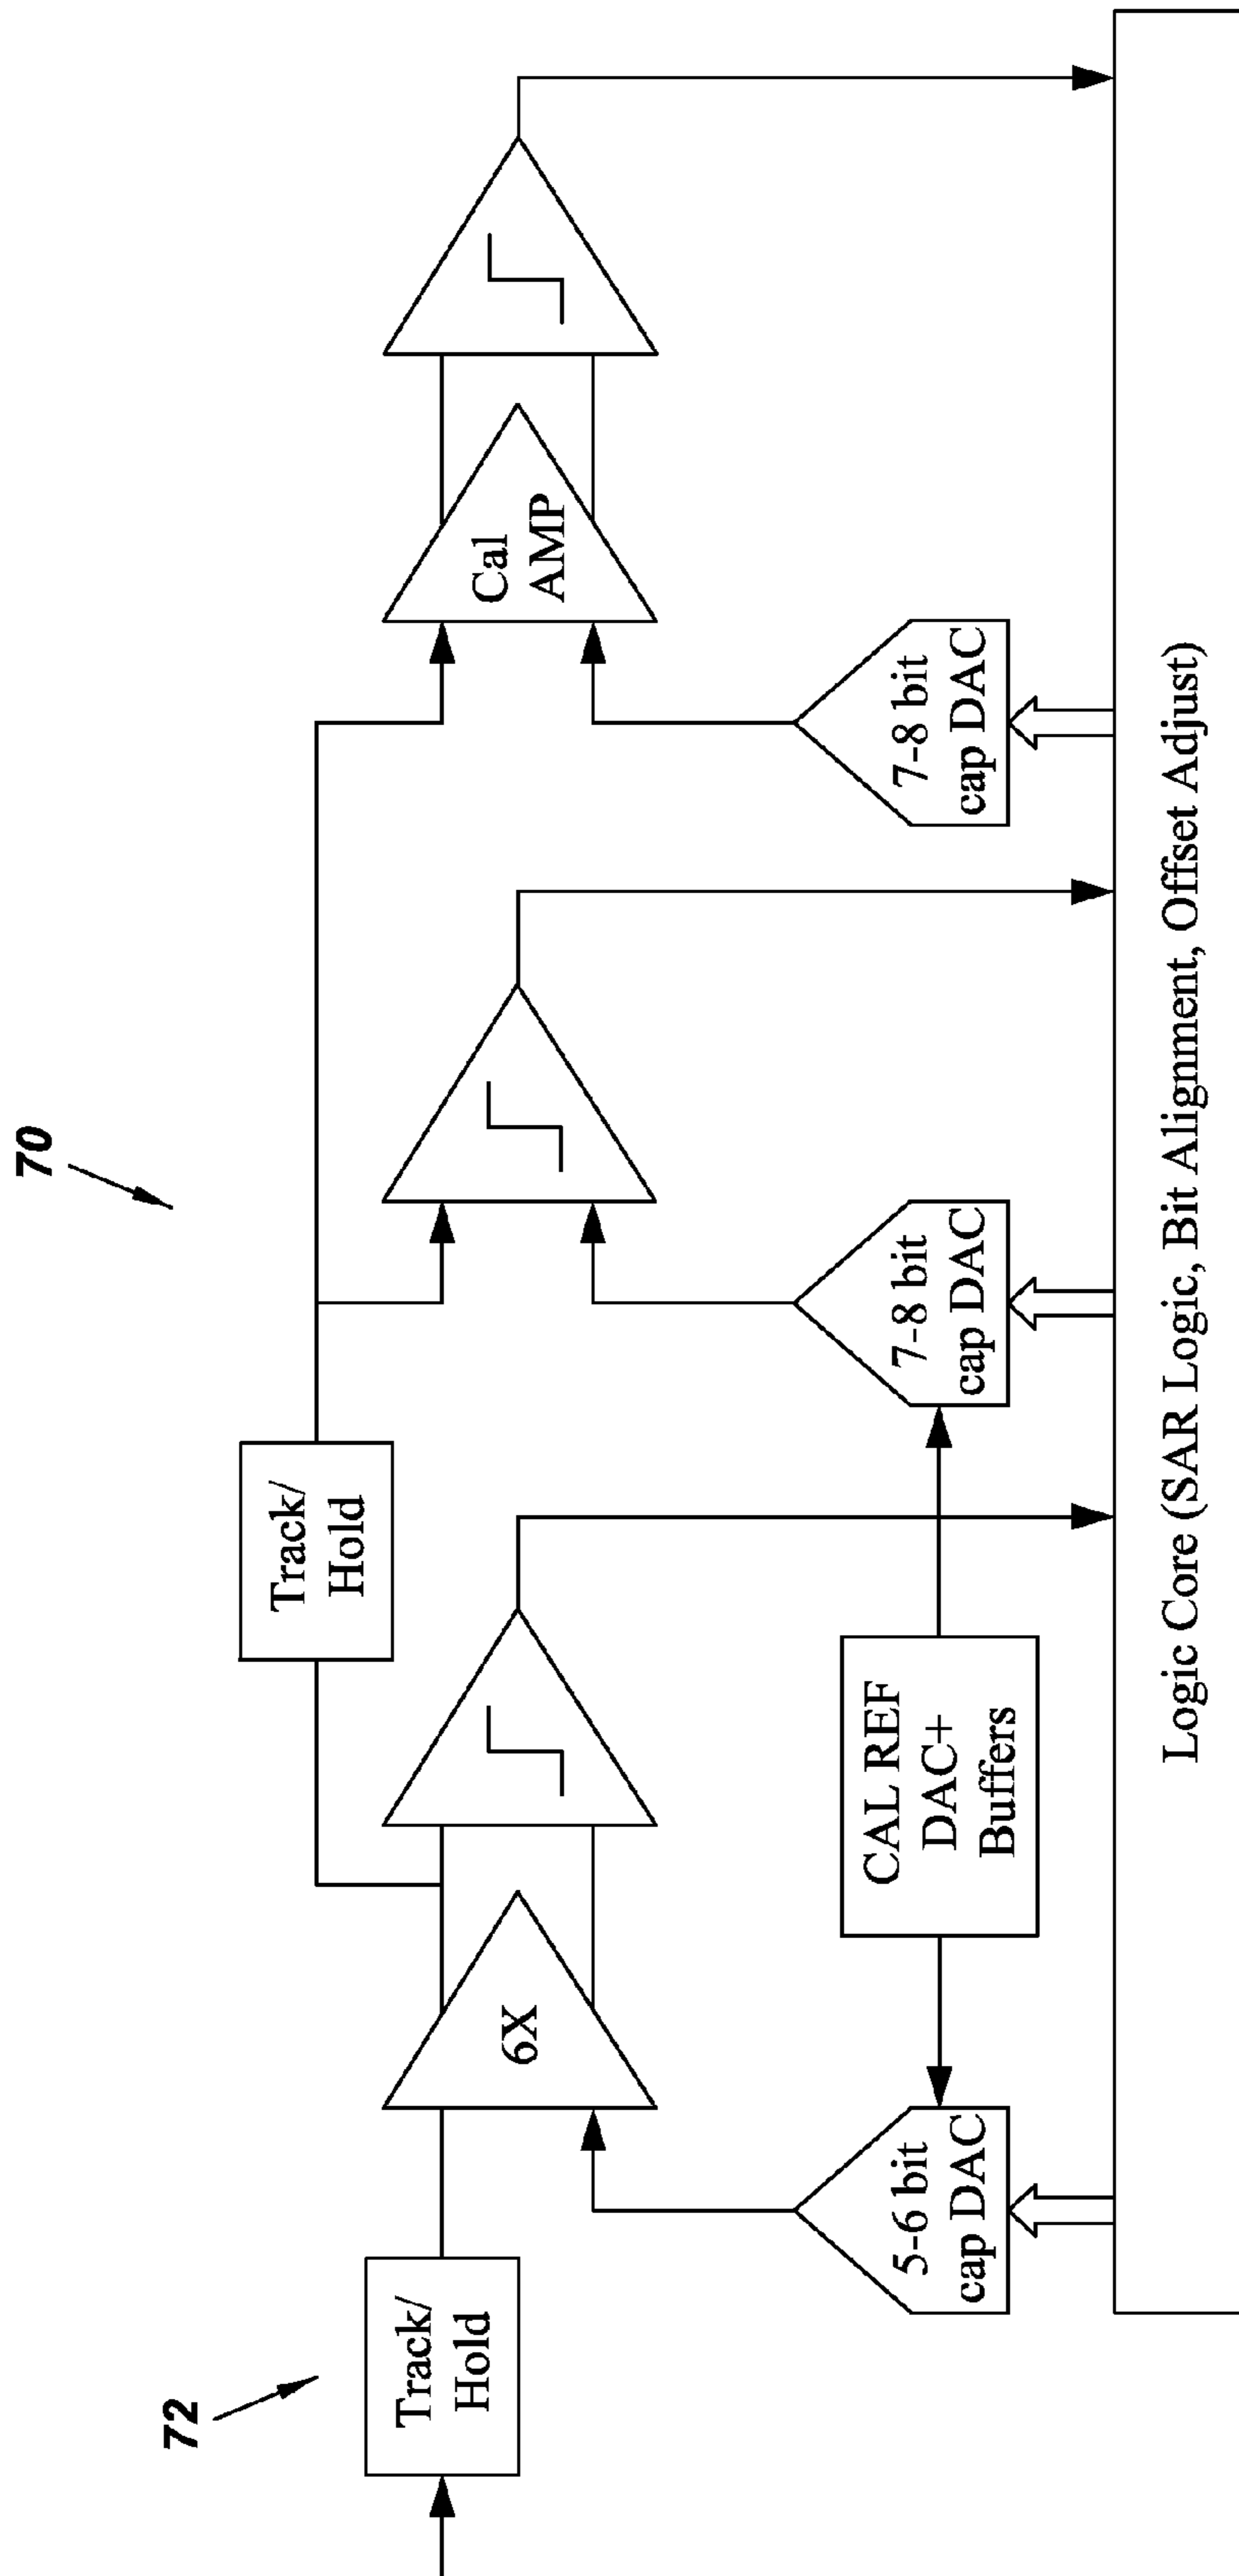 70
72
Track/
Hold
Track/
Hold
6X
Cal
AMP
5-6 bit
cap DAC
CAL REF
DAC+
Buffers
7-8 bit
cap DAC
7-8 bit
cap DAC
Logic Core (SAR Logic, Bit Alignment, Offset Adjust)